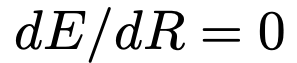 dE/dR = 0